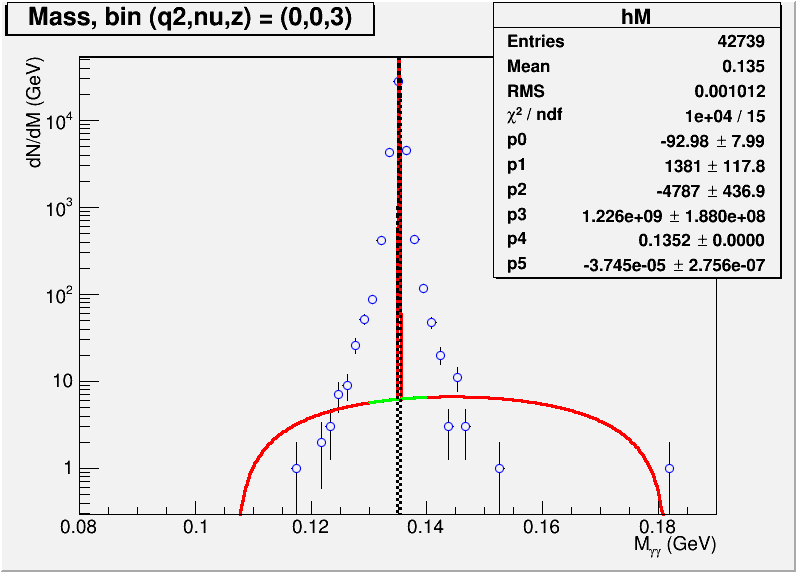 Mass, bin (q2,nu,z) = (0,0,3)
hM
Entries 42739
Mean 0.135
RMS 0.001012
χ² / ndf 1e+04 / 15
p0 -92.98 ± 7.99
p1 1381 ± 117.8
p2 -4787 ± 436.9
p3 1.226e+09 ± 1.880e+08
p4 0.1352 ± 0.0000
p5 -3.745e-05 ± 2.756e-07
dN/dM (GeV)
10⁴
10³
10²
10
1
0.08 0.1 0.12 0.14 0.16 0.18
Mγγ (GeV)